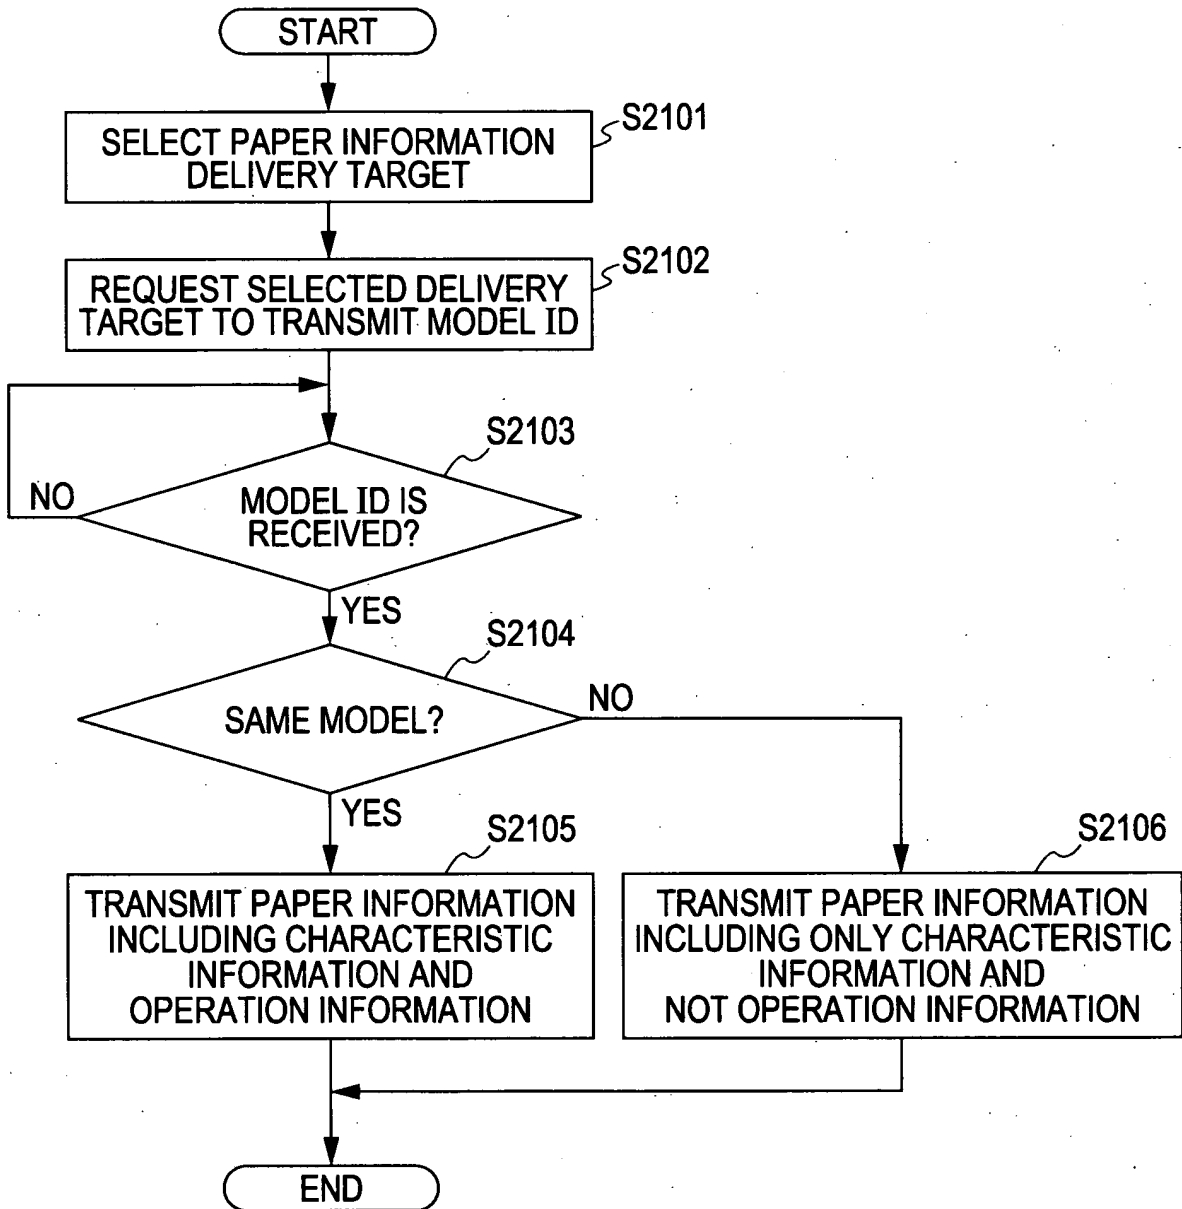 START
S2101
SELECT PAPER INFORMATION
DELIVERY TARGET
S2102
REQUEST SELECTED DELIVERY
TARGET TO TRANSMIT MODEL ID
S2103
NO
MODEL ID IS
RECEIVED?
YES
S2104
NO
SAME MODEL?
YES
S2105
TRANSMIT PAPER INFORMATION
INCLUDING CHARACTERISTIC
INFORMATION AND
OPERATION INFORMATION
S2106
TRANSMIT PAPER INFORMATION
INCLUDING ONLY CHARACTERISTIC
INFORMATION AND
NOT OPERATION INFORMATION
END